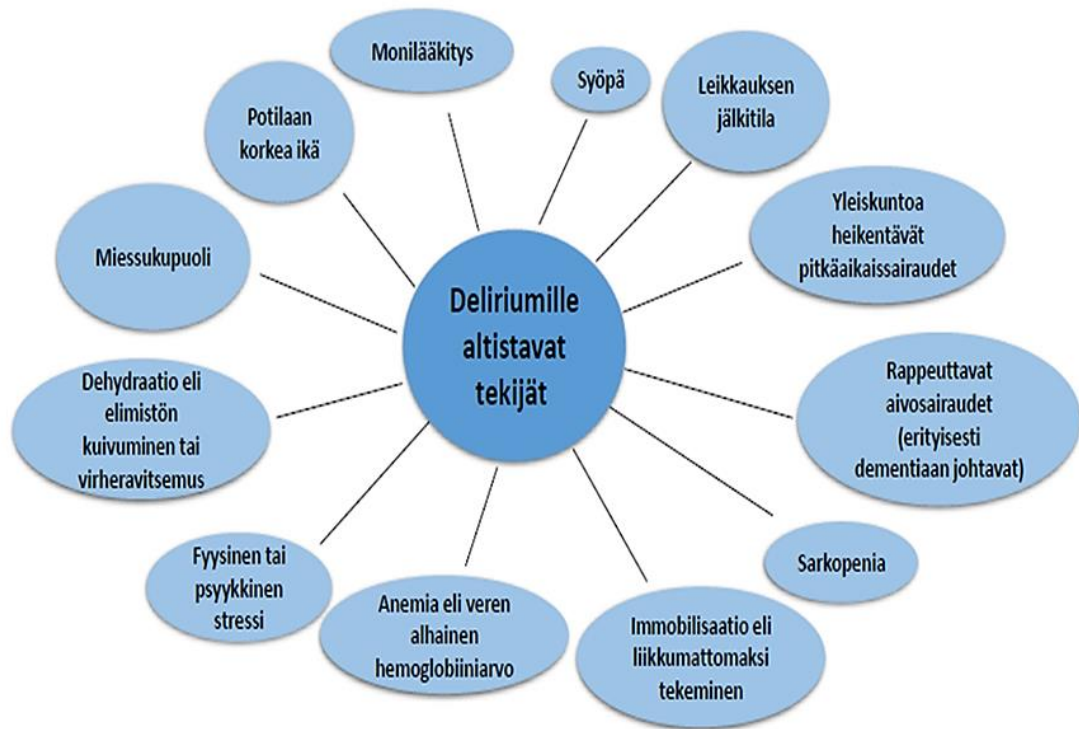 Monilääkitys
Syöpä
Leikkauksen
jälkitila
Potilaan
korkea ikä
Yleiskuntoa
heikentävät
pitkäaikaissairaudet
Miessukupuoli
Deliriumille
altistavat
tekijät
Dehydraatio eli
elimistön
kuivuminen tai
virheravitsemus
Rappeuttavat
aivosairaudet
(erityisesti
dementiaan johtavat)
Fyysinen tai
psyykkinen
stressi
Anemia eli veren
alhainen
hemoglobiiniarvo
Immobilisaatio eli
liikkumattomaksi
tekeminen
Sarkopenia